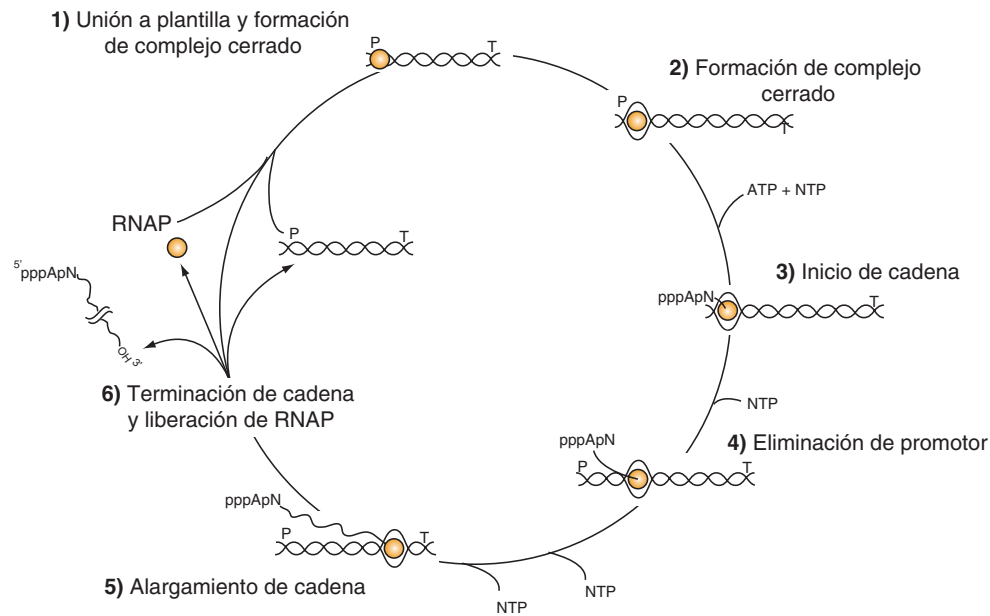 1) Unión a plantilla y formación
de complejo cerrado
P
T
2) Formación de complejo
cerrado
P
T
ATP + NTP
3) Inicio de cadena
pppApN
T
NTP
4) Eliminación de promotor
pppApN
P
T
NTP
NTP
5) Alargamiento de cadena
pppApN
P
T
6) Terminación de cadena
y liberación de RNAP
RNAP
P
T
5' pppApN
OH 3'